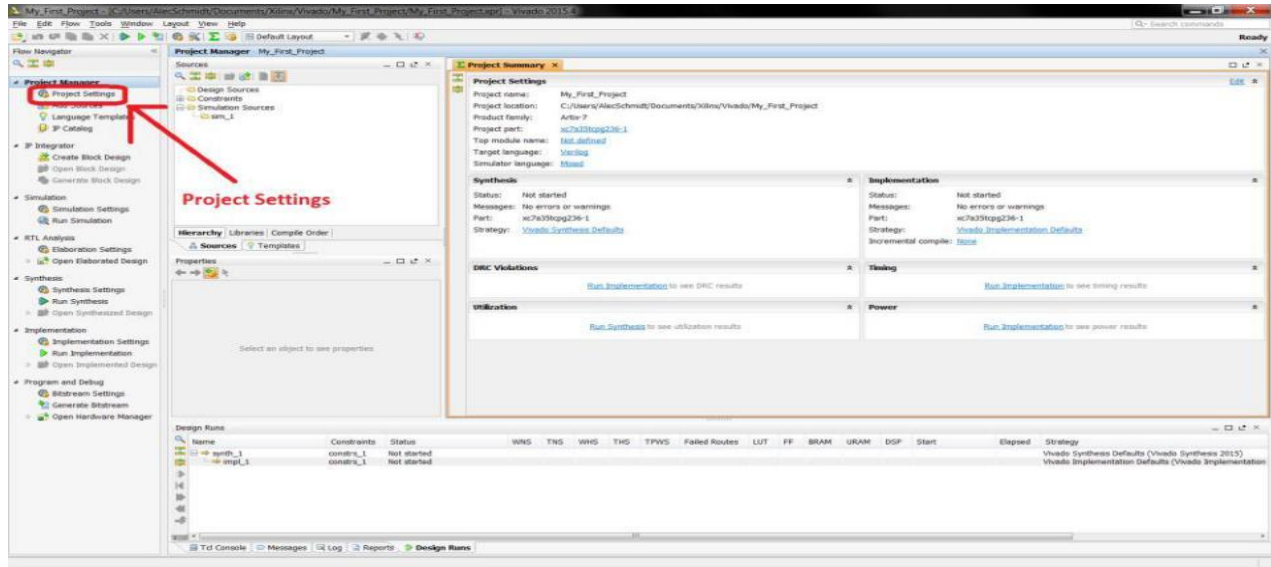 My_First_Project - [C:/Users/AlecSchmidt/Documents/Xilinx/Vivado/My_First_Project/My_First_Project.xpr] - Vivado 2015.4
File Edit Flow Tools Window Layout View Help
Search commands
Default Layout
Ready
Flow Navigator
Project Manager
Project Settings
Add Sources
Language Templates
IP Catalog
IP Integrator
Create Block Design
Open Block Design
Generate Block Design
Simulation
Simulation Settings
Run Simulation
RTL Analysis
Elaboration Settings
Open Elaborated Design
Synthesis
Synthesis Settings
Run Synthesis
Open Synthesized Design
Implementation
Implementation Settings
Run Implementation
Open Implemented Design
Program and Debug
Bitstream Settings
Generate Bitstream
Open Hardware Manager
Project Manager - My_First_Project
Sources
Design Sources
Constraints
Simulation Sources
sim_1
Project Settings
Hierarchy Libraries Compile Order
Sources Templates
Properties
Select an object to see properties
Project Summary
Project Settings Edit
Project name: My_First_Project
Project location: C:/Users/AlecSchmidt/Documents/Xilinx/Vivado/My_First_Project
Product family: Artix-7
Project part: xc7a35tcpg236-1
Top module name: Not defined
Target language: Verilog
Simulator language: Mixed
Synthesis
Status: Not started
Messages: No errors or warnings
Part: xc7a35tcpg236-1
Strategy: Vivado Synthesis Defaults
Implementation
Status: Not started
Messages: No errors or warnings
Part: xc7a35tcpg236-1
Strategy: Vivado Implementation Defaults
Incremental compile: None
DRC Violations
Run Implementation to see DRC results
Timing
Run Implementation to see timing results
Utilization
Run Synthesis to see utilization results
Power
Run Implementation to see power results
Design Runs
Name Constraints Status WNS TNS WHS THS TPWS Failed Routes LUT FF BRAM URAM DSP Start Elapsed Strategy
synth_1 constrs_1 Not started Vivado Synthesis Defaults (Vivado Synthesis 2015)
impl_1 constrs_1 Not started Vivado Implementation Defaults (Vivado Implementation
Tcl Console Messages Log Reports Design Runs